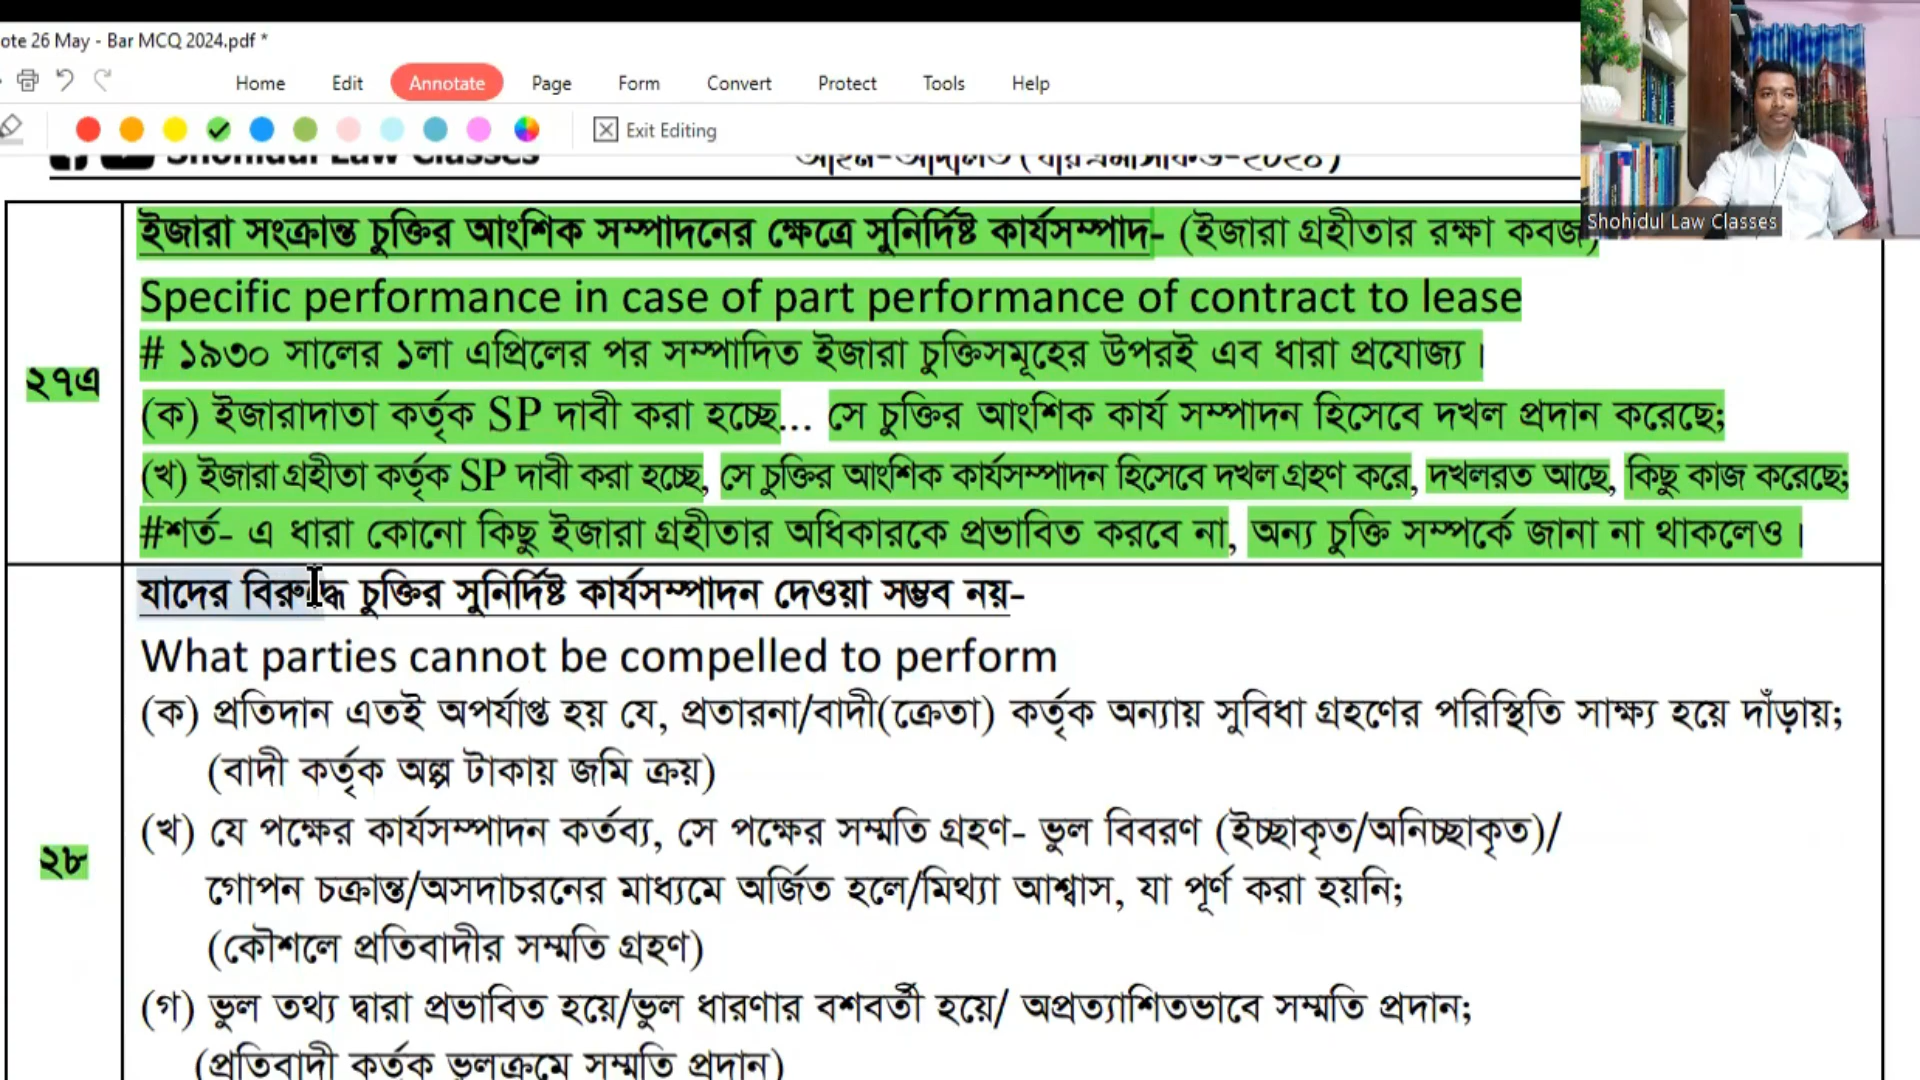 ote 26 May - Bar MCQ 2024.pdf *
Home Edit Annotate Page Form Convert Protect Tools Help
Exit Editing
Shohidul Law Classes
Shohidul Law Classes
ইজারা সংক্রান্ত চুক্তির আংশিক সম্পাদনের ক্ষেত্রে সুনির্দিষ্ট কার্যসম্পাদ- (ইজারা গ্রহীতার রক্ষা কবজ)
Specific performance in case of part performance of contract to lease
# ১৯৩০ সালের ১লা এপ্রিলের পর সম্পাদিত ইজারা চুক্তিসমূহের উপরই এব ধারা প্রযোজ্য।
২৭এ
(ক) ইজারাদাতা কর্তৃক SP দাবী করা হচ্ছে... সে চুক্তির আংশিক কার্য সম্পাদন হিসেবে দখল প্রদান করেছে;
(খ) ইজারা গ্রহীতা কর্তৃক SP দাবী করা হচ্ছে, সে চুক্তির আংশিক কার্যসম্পাদন হিসেবে দখল গ্রহণ করে, দখলরত আছে, কিছু কাজ করেছে;
#শর্ত- এ ধারা কোনো কিছু ইজারা গ্রহীতার অধিকারকে প্রভাবিত করবে না, অন্য চুক্তি সম্পর্কে জানা না থাকলেও।
যাদের বিরুদ্ধে চুক্তির সুনির্দিষ্ট কার্যসম্পাদন দেওয়া সম্ভব নয়-
What parties cannot be compelled to perform
(ক) প্রতিদান এতই অপর্যাপ্ত হয় যে, প্রতারনা/বাদী(ক্রেতা) কর্তৃক অন্যায় সুবিধা গ্রহণের পরিস্থিতি সাক্ষ্য হয়ে দাঁড়ায়;
(বাদী কর্তৃক অল্প টাকায় জমি ক্রয়)
(খ) যে পক্ষের কার্যসম্পাদন কর্তব্য, সে পক্ষের সম্মতি গ্রহণ- ভুল বিবরণ (ইচ্ছাকৃত/অনিচ্ছাকৃত)/
২৮
গোপন চক্রান্ত/অসদাচরনের মাধ্যমে অর্জিত হলে/মিথ্যা আশ্বাস, যা পূর্ণ করা হয়নি;
(কৌশলে প্রতিবাদীর সম্মতি গ্রহণ)
(গ) ভুল তথ্য দ্বারা প্রভাবিত হয়ে/ভুল ধারণার বশবর্তী হয়ে/ অপ্রত্যাশিতভাবে সম্মতি প্রদান;
(প্রতিবাদী কর্তৃক ভুলক্রমে সম্মতি প্রদান)